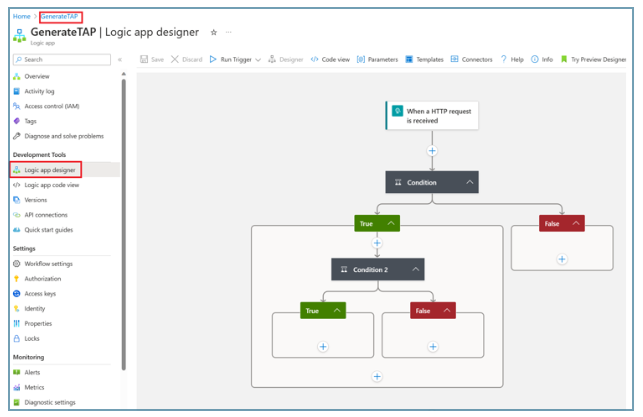 Home > GenerateTAP >
GenerateTAP | Logic app designer ☆ ...
Logic app
Search «
Save Discard Run Trigger Designer Code view Parameters Templates Connectors Help Info Try Preview Designer
Overview
Activity log
Access control (IAM)
Tags
Diagnose and solve problems
Development Tools
Logic app designer
Logic app code view
Versions
API connections
Quick start guides
Settings
Workflow settings
Authorization
Access keys
Identity
Properties
Locks
Monitoring
Alerts
Metrics
Diagnostic settings
When a HTTP request
is received
Condition
True
False
Condition 2
True
False